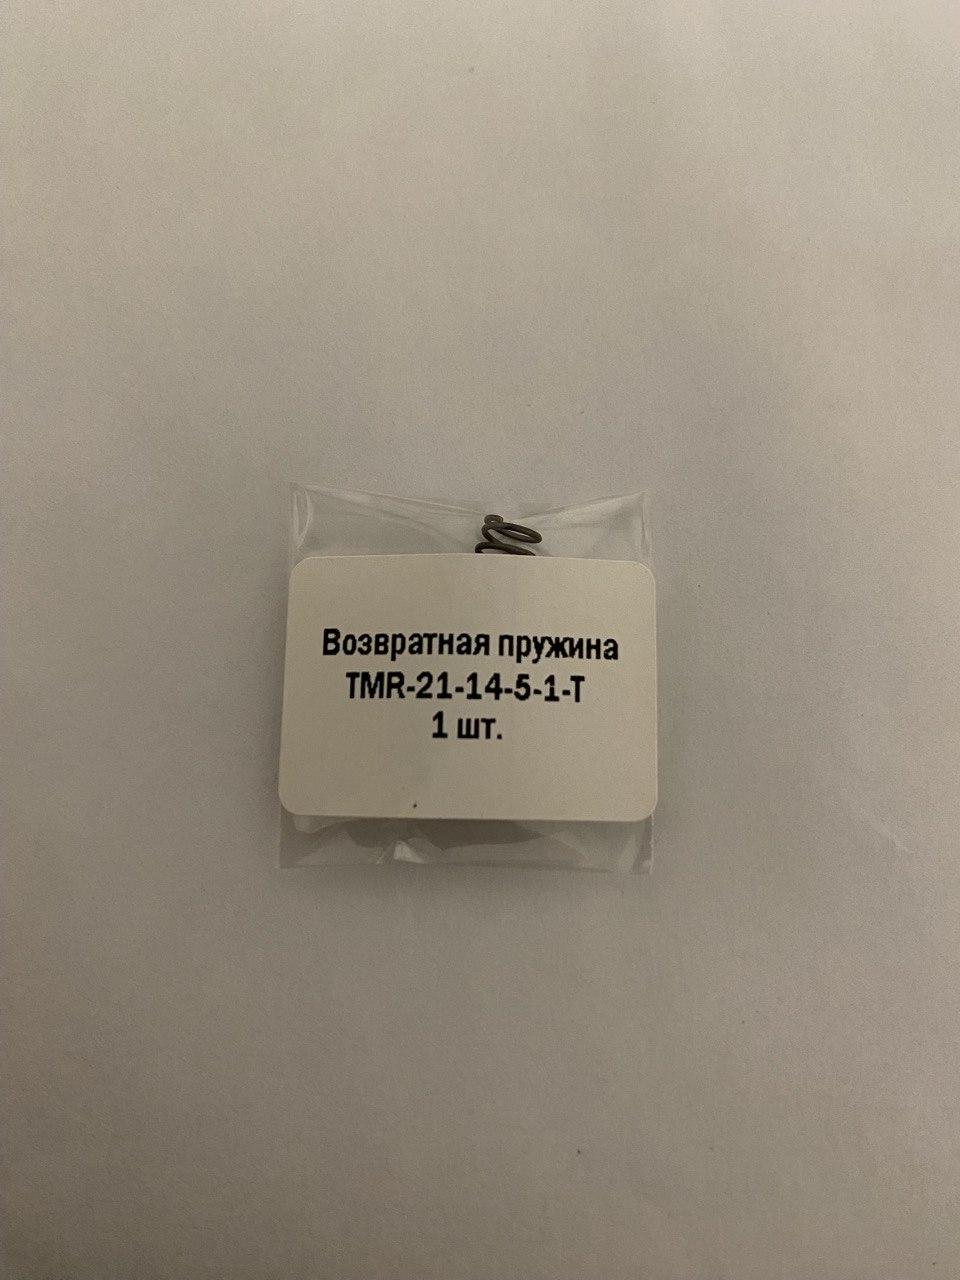 Возвратная пружина
TMR-21-14-5-1-T
1 шт.